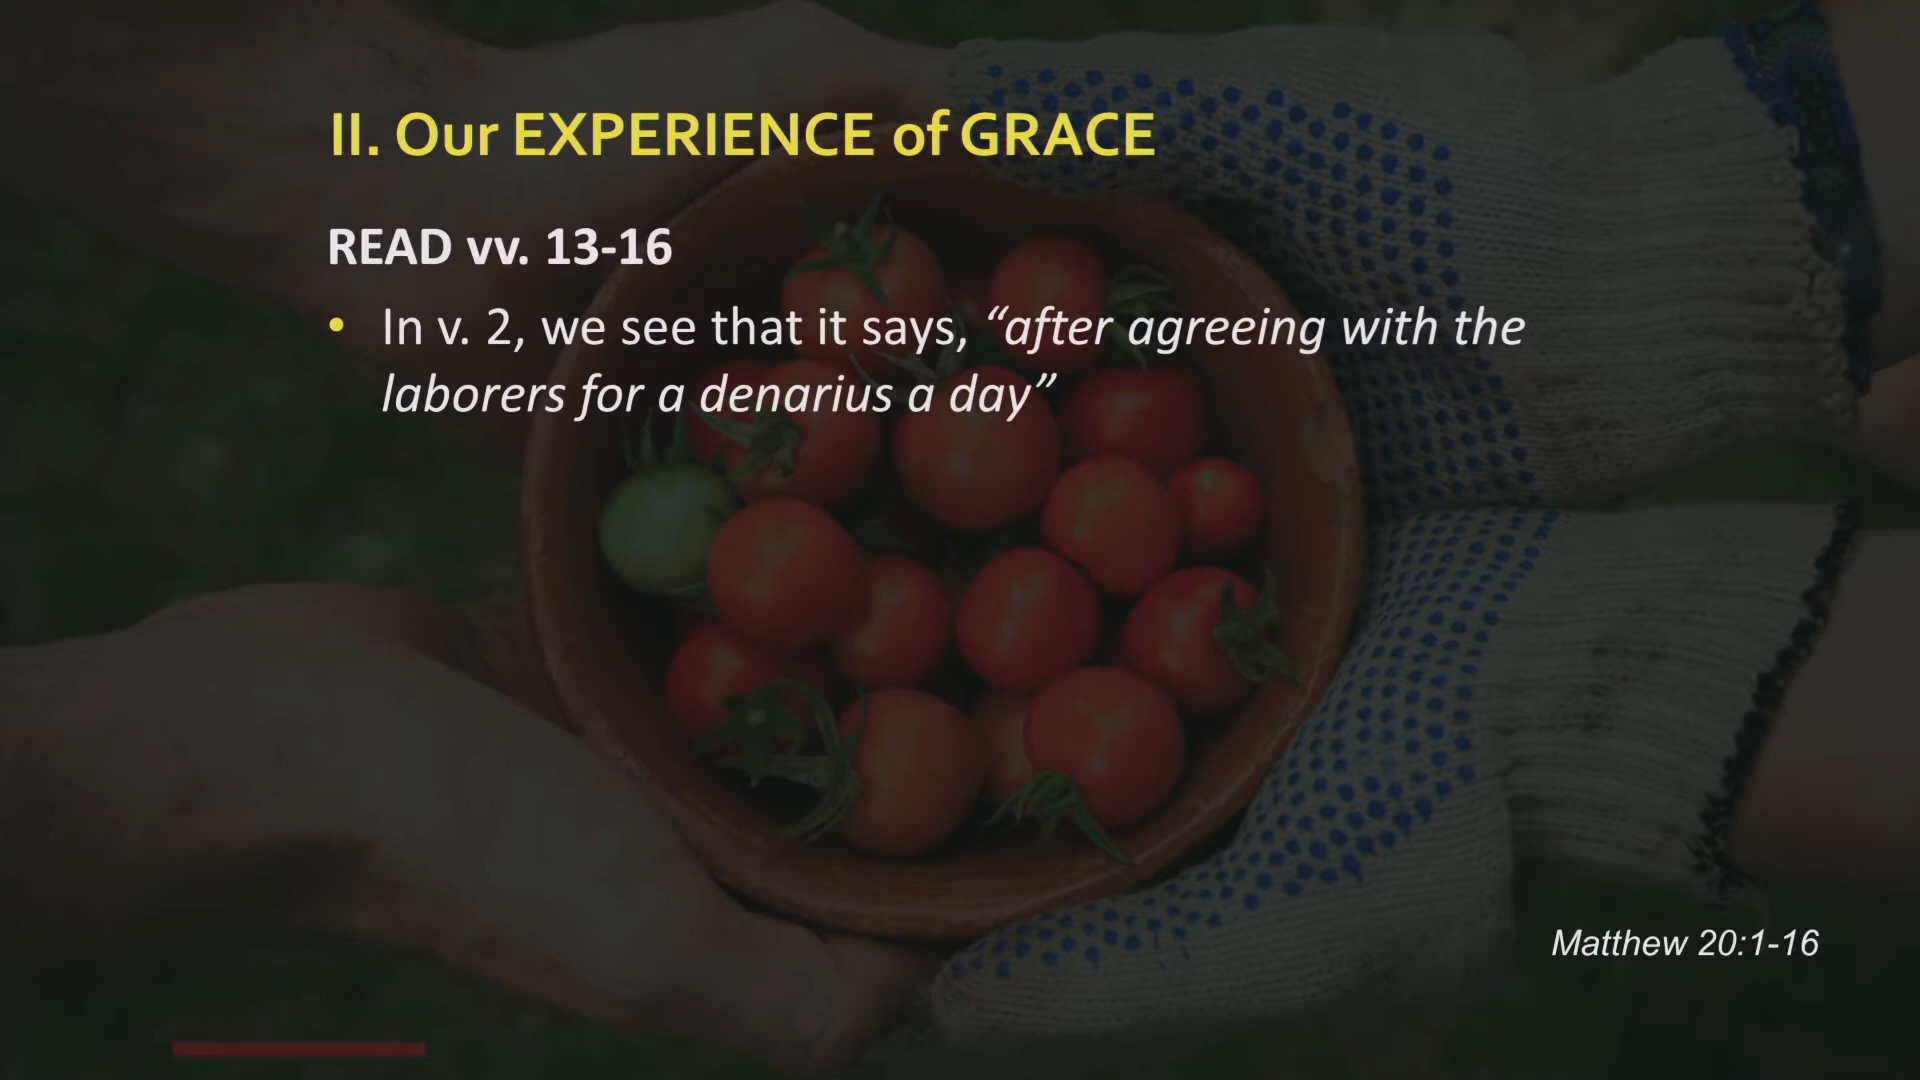 II. Our EXPERIENCE of GRACE
READ vv. 13-16
• In v. 2, we see that it says, “after agreeing with the
laborers for a denarius a day”
Matthew 20:1-16